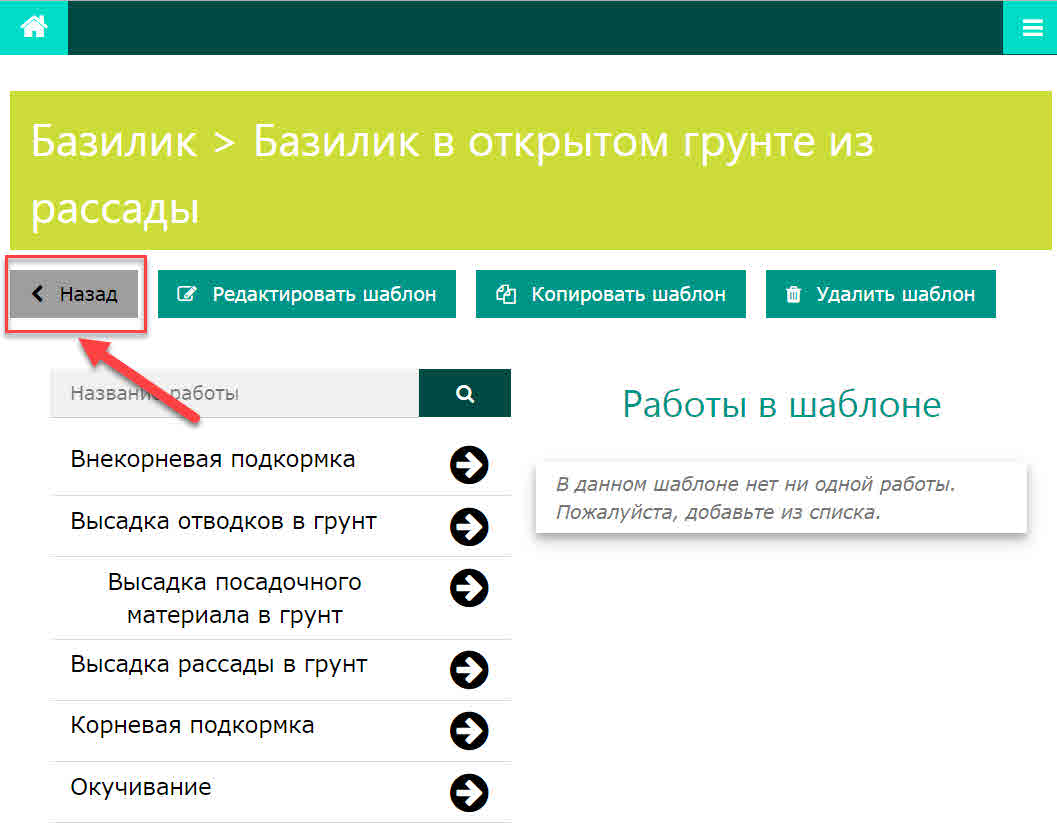 Базилик > Базилик в открытом грунте из
рассады
Назад
Редактировать шаблон
Копировать шаблон
Удалить шаблон
Название работы
Работы в шаблоне
Внекорневая подкормка
Высадка отводков в грунт
Высадка посадочного
материала в грунт
Высадка рассады в грунт
Корневая подкормка
Окучивание
В данном шаблоне нет ни одной работы.
Пожалуйста, добавьте из списка.